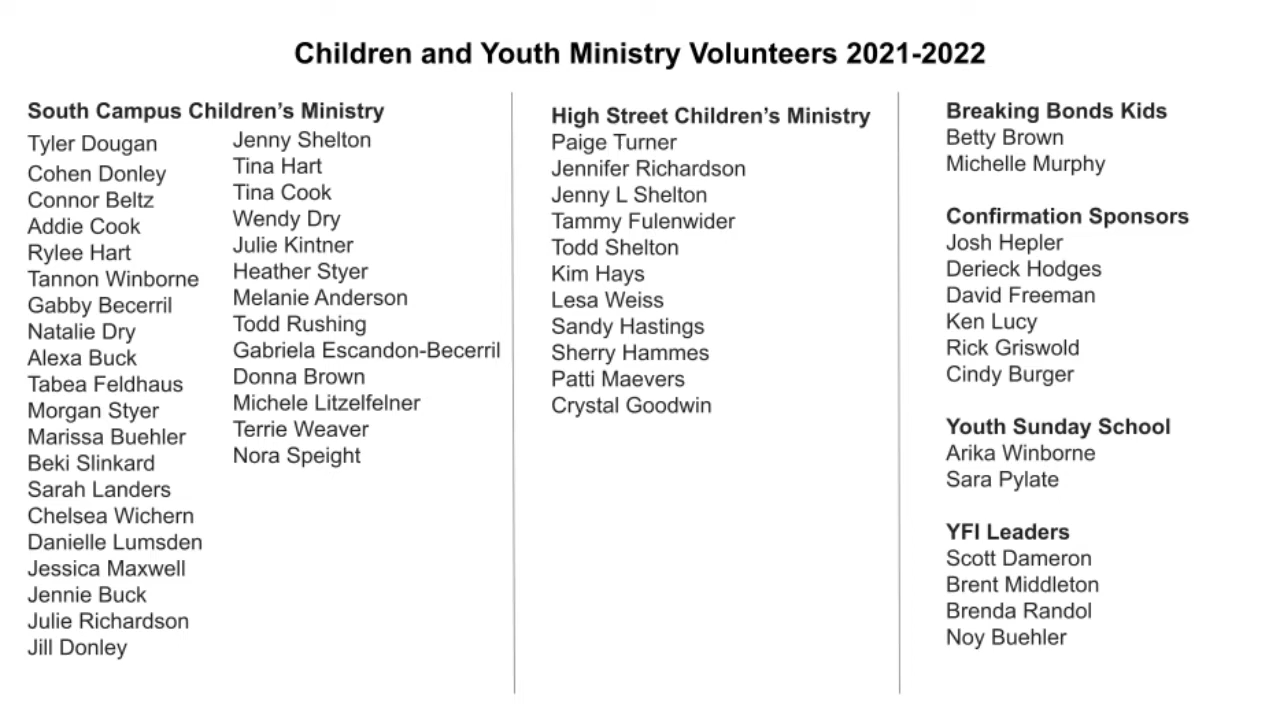 Children and Youth Ministry Volunteers 2021-2022
South Campus Children’s Ministry
Tyler Dougan
Cohen Donley
Connor Beltz
Addie Cook
Rylee Hart
Tannon Winborne
Gabby Becerril
Natalie Dry
Alexa Buck
Tabea Feldhaus
Morgan Styer
Marissa Buehler
Beki Slinkard
Sarah Landers
Chelsea Wichern
Danielle Lumsden
Jessica Maxwell
Jennie Buck
Julie Richardson
Jill Donley
Jenny Shelton
Tina Hart
Tina Cook
Wendy Dry
Julie Kintner
Heather Styer
Melanie Anderson
Todd Rushing
Gabriela Escandon-Becerril
Donna Brown
Michele Litzelfelner
Terrie Weaver
Nora Speight
High Street Children’s Ministry
Paige Turner
Jennifer Richardson
Jenny L Shelton
Tammy Fulenwider
Todd Shelton
Kim Hays
Lesa Weiss
Sandy Hastings
Sherry Hammes
Patti Maevers
Crystal Goodwin
Breaking Bonds Kids
Betty Brown
Michelle Murphy
Confirmation Sponsors
Josh Hepler
Derieck Hodges
David Freeman
Ken Lucy
Rick Griswold
Cindy Burger
Youth Sunday School
Arika Winborne
Sara Pylate
YFI Leaders
Scott Dameron
Brent Middleton
Brenda Randol
Noy Buehler